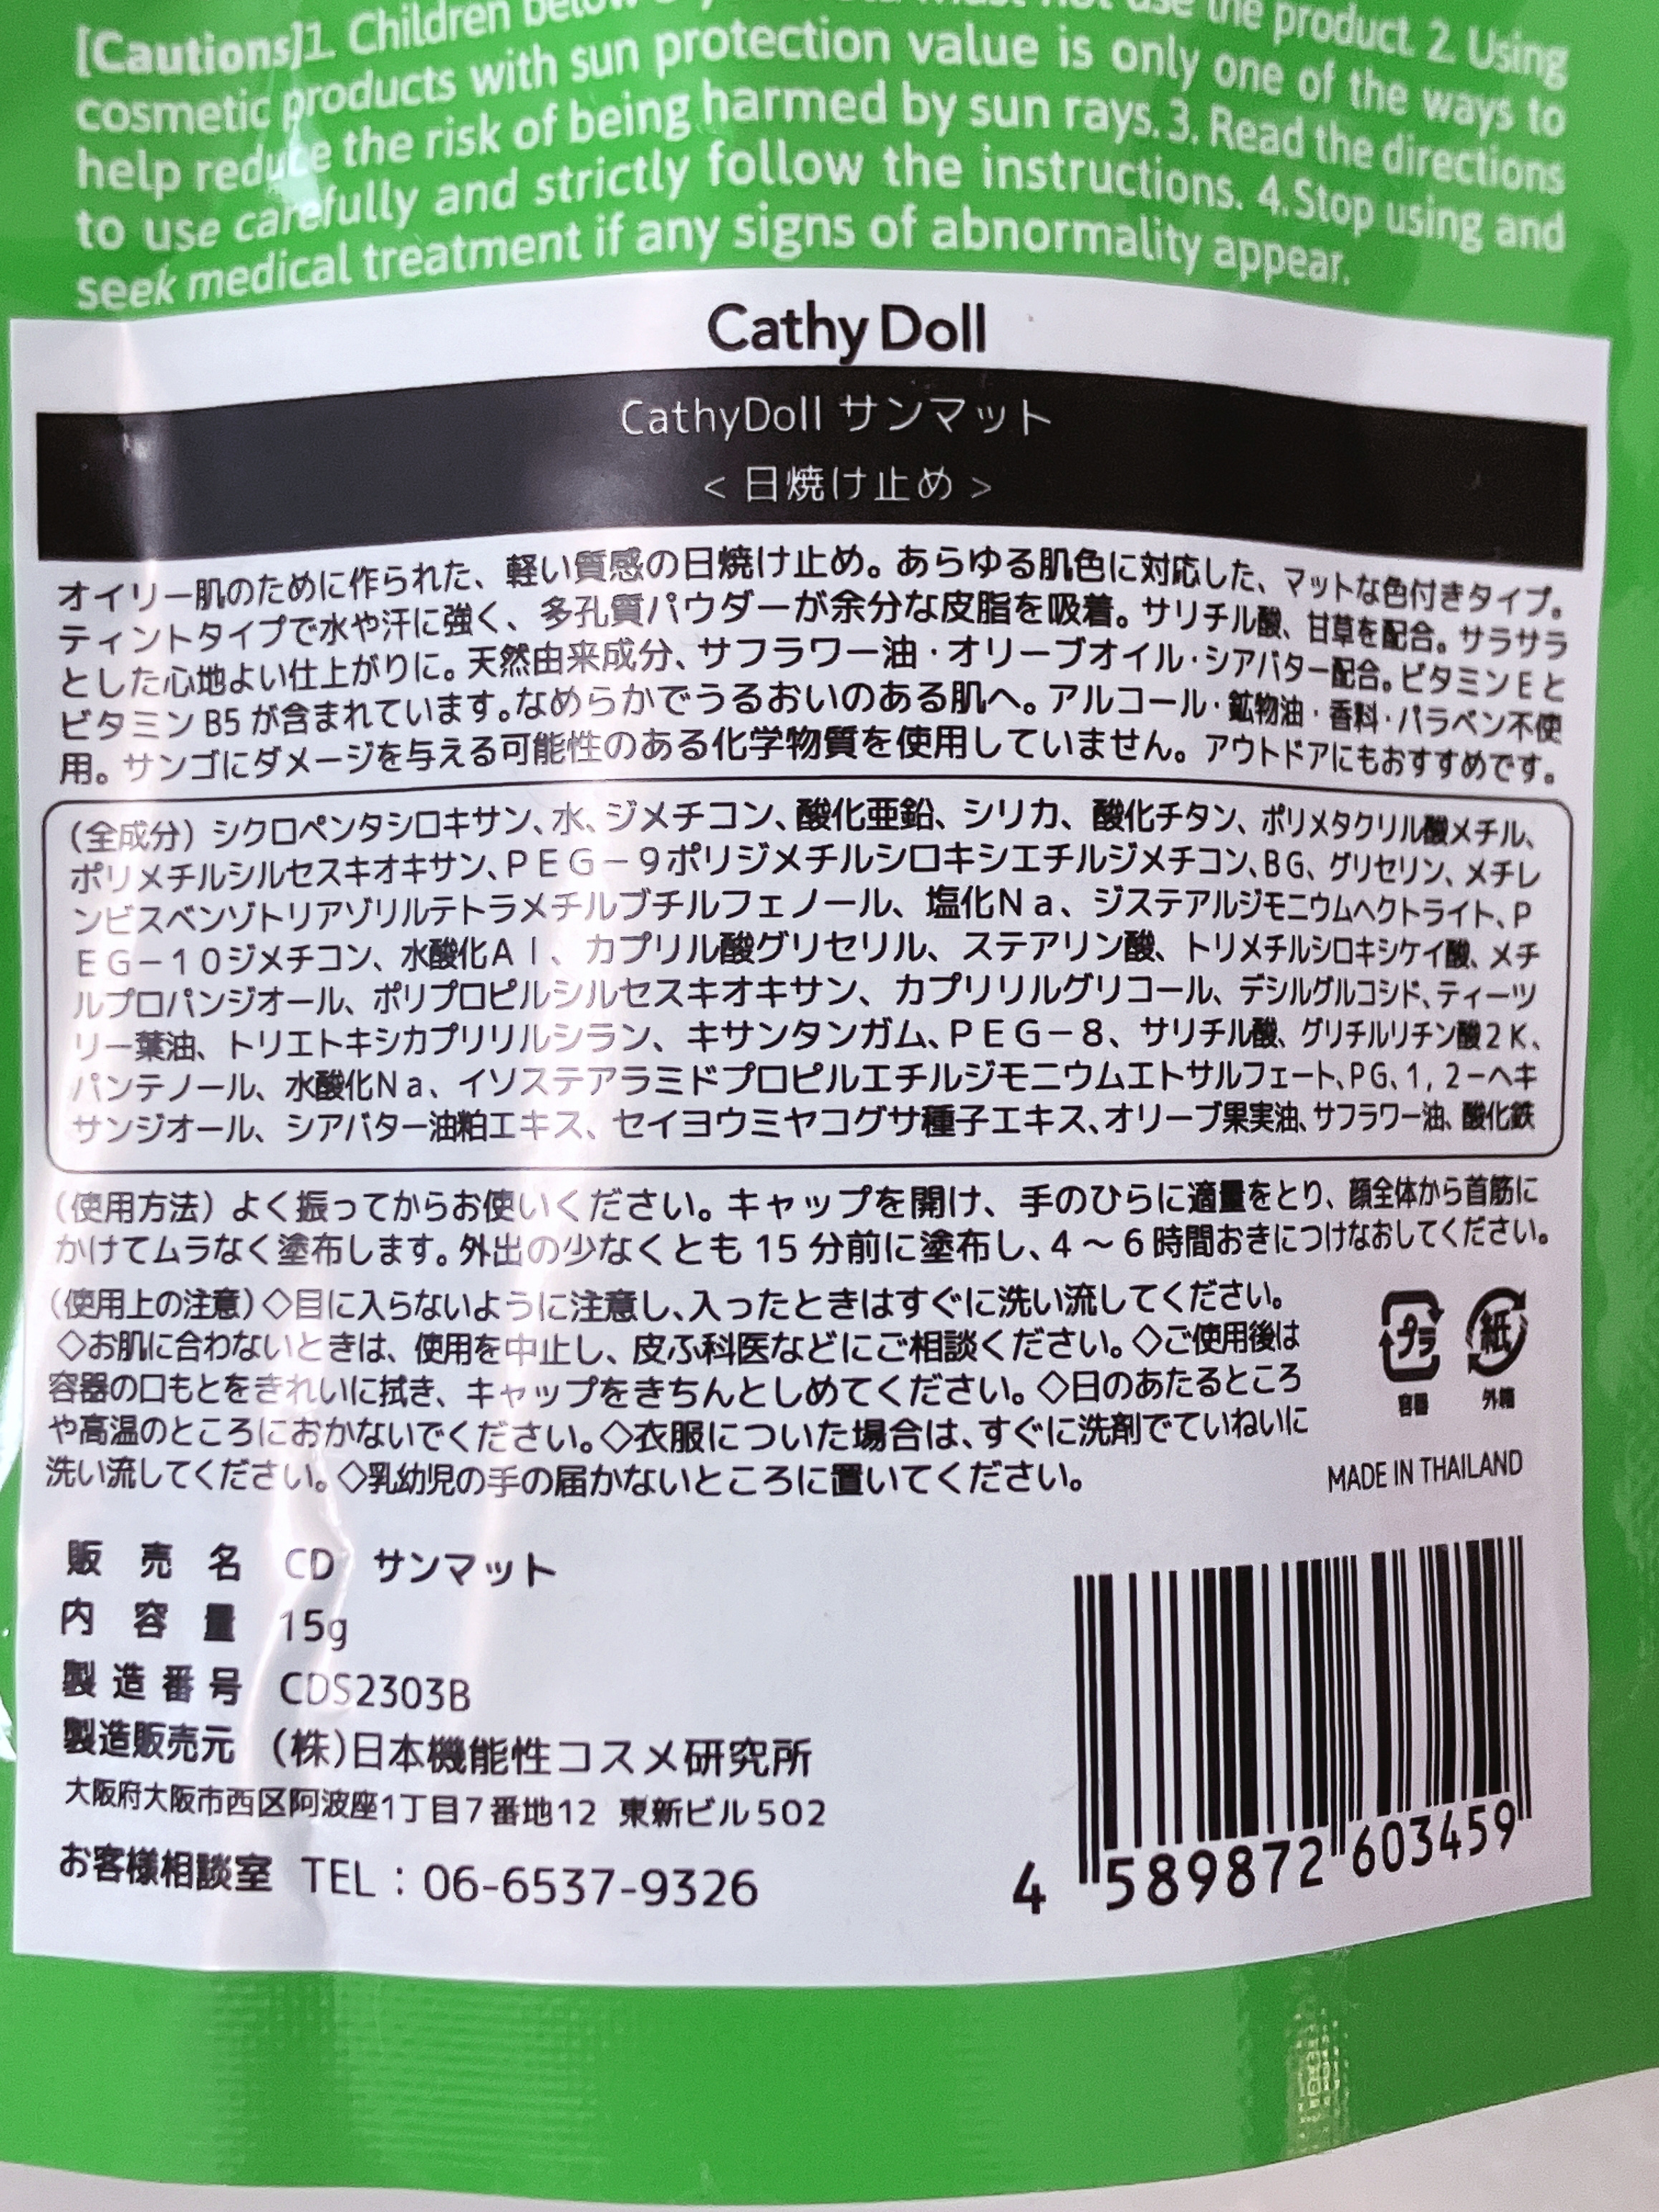 [Cautions]1. Children the product. 2. Using
cosmetic products with sun protection value is only one of the ways to
help reduce the risk of being harmed by sun rays. 3. Read the directions
to use carefully and strictly follow the instructions. 4.Stop using and
seek medical treatment if any signs of abnormality appear.
Cathy Doll
CathyDoll サンマット
< 日焼け止め >
オイリー肌のために作られた、軽い質感の日焼け止め。あらゆる肌色に対応した、マットな色付きタイプ。
ティントタイプで水や汗に強く、多孔質パウダーが余分な皮脂を吸着。サリチル酸、甘草を配合。サラサラ
とした心地よい仕上がりに。天然由来成分、サフラワー油・オリーブオイル・シアバター配合。ビタミンEと
ビタミン B5 が含まれています。なめらかでうるおいのある肌へ。アルコール・鉱物油・香料・パラベン不使
用。サンゴにダメージを与える可能性のある化学物質を使用していません。アウトドアにもおすすめです。
(全成分) シクロペンタシロキサン、水、ジメチコン、酸化亜鉛、シリカ、酸化チタン、ポリメタクリル酸メチル、
ポリメチルシルセスキオキサン、PEG－9ポリジメチルシロキシエチルジメチコン、BG、グリセリン、メチレ
ンビスベンゾトリアゾリルテトラメチルブチルフェノール、塩化Na、ジステアルジモニウムヘクトライト、P
EG－10ジメチコン、水酸化Al、カプリル酸グリセリル、ステアリン酸、トリメチルシロキシケイ酸、メチ
ルプロパンジオール、ポリプロピルシルセスキオキサン、カプリリルグリコール、デシルグルコシド、ティーツ
リー葉油、トリエトキシカプリリルシラン、キサンタンガム、PEG－8、サリチル酸、グリチルリチン酸2K、
パンテノール、水酸化Na、イソステアラミドプロピルエチルジモニウムエトサルフェート、PG、1，2－ヘキ
サンジオール、シアバター油粕エキス、セイヨウミヤコグサ種子エキス、オリーブ果実油、サフラワー油、酸化鉄
(使用方法) よく振ってからお使いください。キャップを開け、手のひらに適量をとり、顔全体から首筋に
かけてムラなく塗布します。外出の少なくとも 15 分前に塗布し、4 ～ 6 時間おきにつけなおしてください。
(使用上の注意)◇目に入らないように注意し、入ったときはすぐに洗い流してください。
◇お肌に合わないときは、使用を中止し、皮ふ科医などにご相談ください。◇ご使用後は
容器の口もとをきれいに拭き、キャップをきちんとしめてください。◇日のあたるところ
や高温のところにおかないでください。◇衣服についた場合は、すぐに洗剤でていねいに
洗い流してください。◇乳幼児の手の届かないところに置いてください。
プラ 紙
容器 外箱
MADE IN THAILAND
販売名 CD サンマット
内容量 15g
製造番号 CDS2303B
製造販売元 (株)日本機能性コスメ研究所
大阪府大阪市西区阿波座1丁目7番地12 東新ビル502
お客様相談室 TEL：06-6537-9326
4 589872 603459